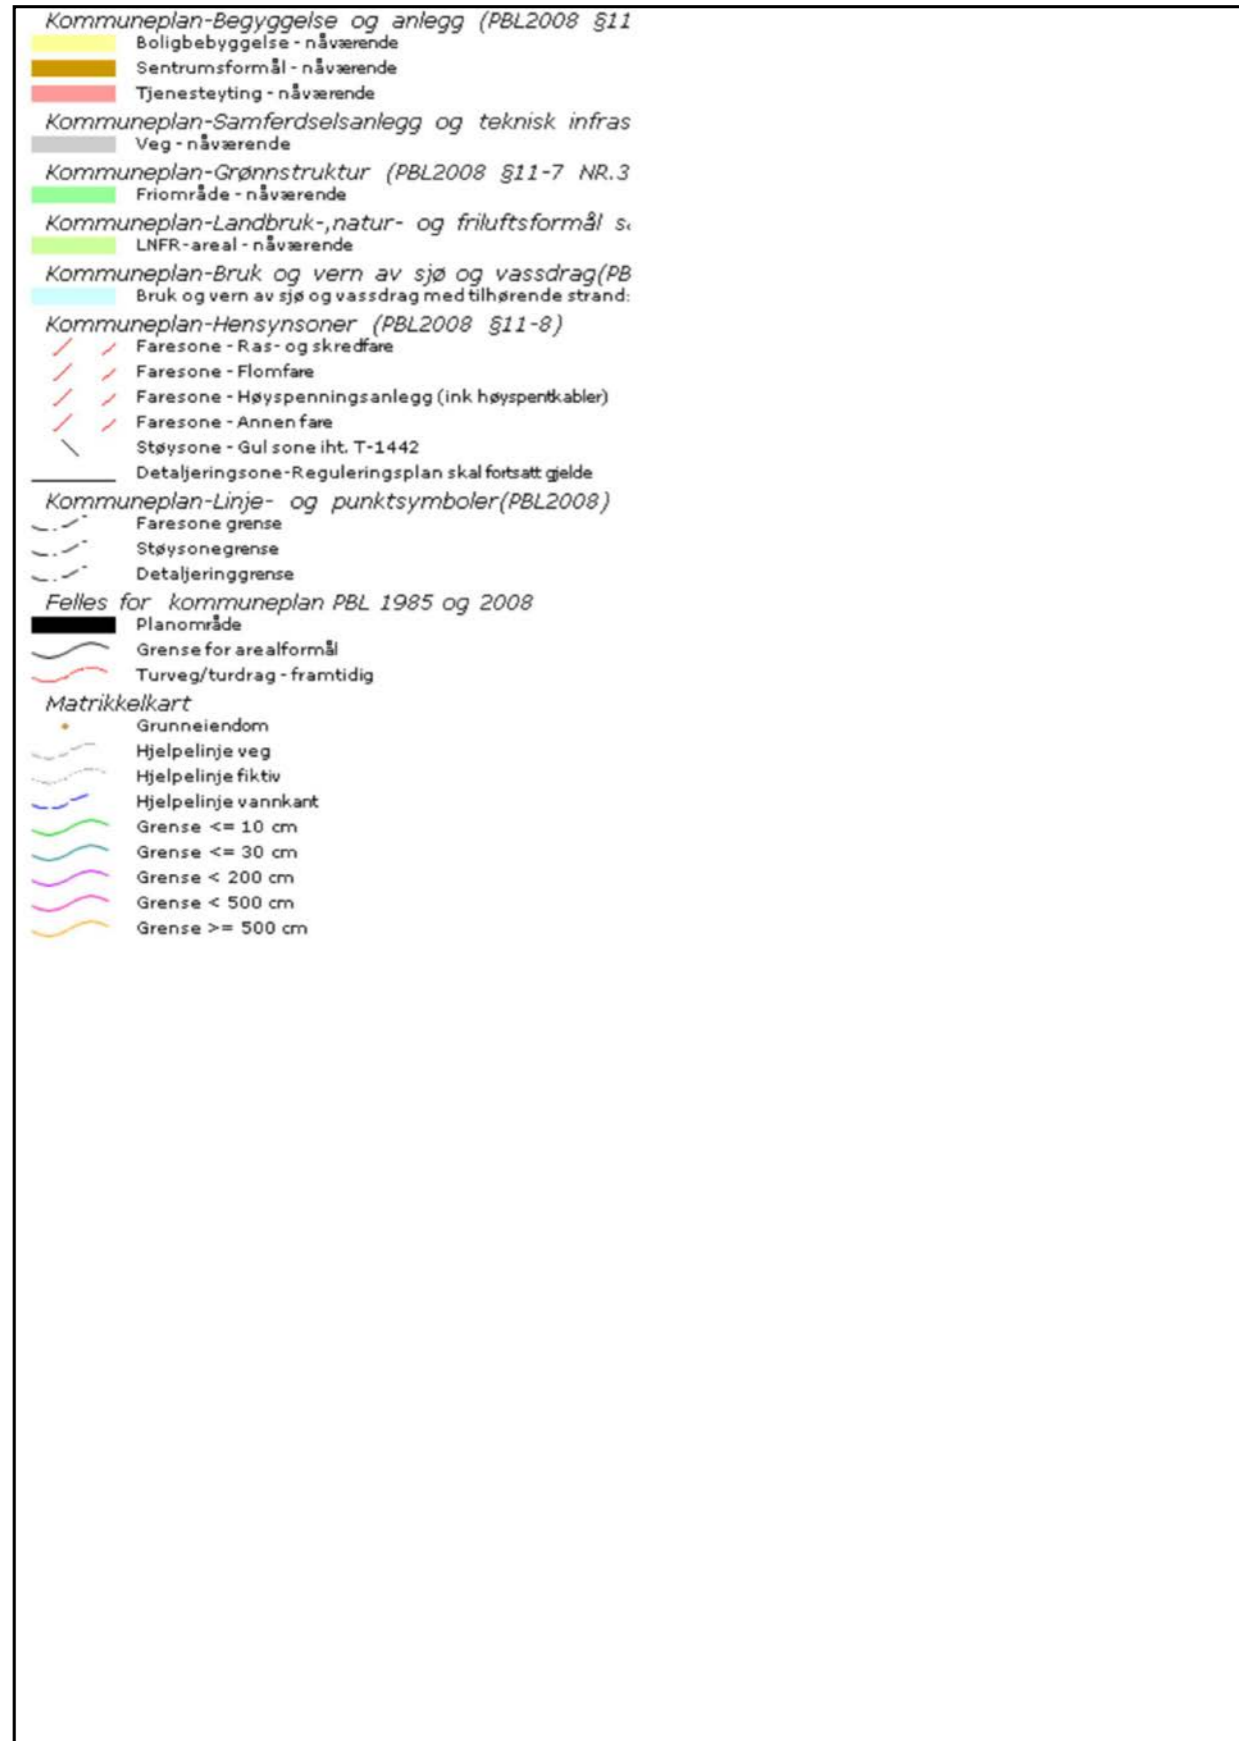 Kommuneplan-Begyggelse og anlegg (PBL2008 §11
Boligbebyggelse - nåværende
Sentrumsformål - nåværende
Tjenesteyting - nåværende
Kommuneplan-Samferdselsanlegg og teknisk infras
Veg - nåværende
Kommuneplan-Grønnstruktur (PBL2008 §11-7 NR.3
Friområde - nåværende
Kommuneplan-Landbruk-,natur- og friluftsformål
LNFR-areal - nåværende
Kommuneplan-Bruk og vern av sjø og vassdrag(PB
Bruk og vern av sjø og vassdrag med tilhørende strand
Kommuneplan-Hensynsoner (PBL2008 §11-8)
Faresone - Ras- og skredfare
Faresone - Flomfare
Faresone - Høyspenningsanlegg (ink høyspentkabler)
Faresone - Annen fare
Støysone - Gul sone iht. T-1442
Detaljeringsone-Reguleringsplan skal fortsatt gjelde
Kommuneplan-Linje- og punktsymboler(PBL2008)
Faresone grense
Støysonegrense
Detaljeringgrense
Felles for kommuneplan PBL 1985 og 2008
Planområde
Grense for arealformål
Turveg/turdrag - framtidig
Matrikkelkart
Grunneiendom
Hjelpelinje veg
Hjelpelinje fiktiv
Hjelpelinje vannkant
Grense <= 10 cm
Grense <= 30 cm
Grense < 200 cm
Grense < 500 cm
Grense >= 500 cm